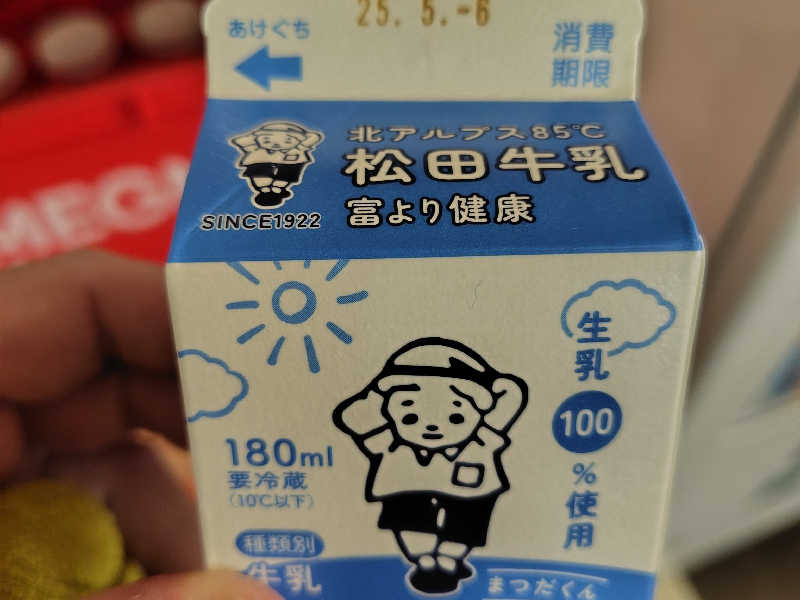 25. 5.-6
あけぐち
消費
期限
北アルプス85℃
松田牛乳
富より健康
SINCE1922
生乳
100
%使用
180ml
要冷蔵
(10℃以下)
種類別
牛乳
まつだくん